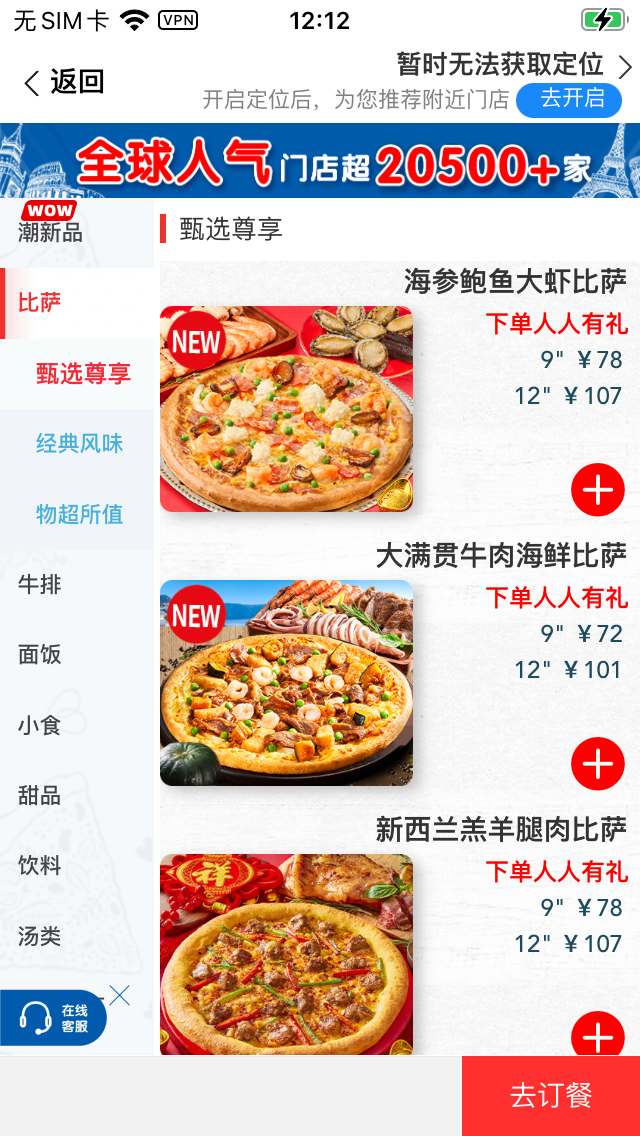 无SIM卡 VPN 12:12
返回
暂时无法获取定位
开启定位后，为您推荐附近门店 去开启
全球人气门店超20500+家
WOW
潮新品
比萨
甄选尊享
经典风味
物超所值
牛排
面饭
小食
甜品
饮料
汤类
在线
客服
甄选尊享
海参鲍鱼大虾比萨
NEW
下单人人有礼
9" ￥78
12" ￥107
大满贯牛肉海鲜比萨
NEW
下单人人有礼
9" ￥72
12" ￥101
新西兰羔羊腿肉比萨
祥
下单人人有礼
9" ￥78
12" ￥107
去订餐